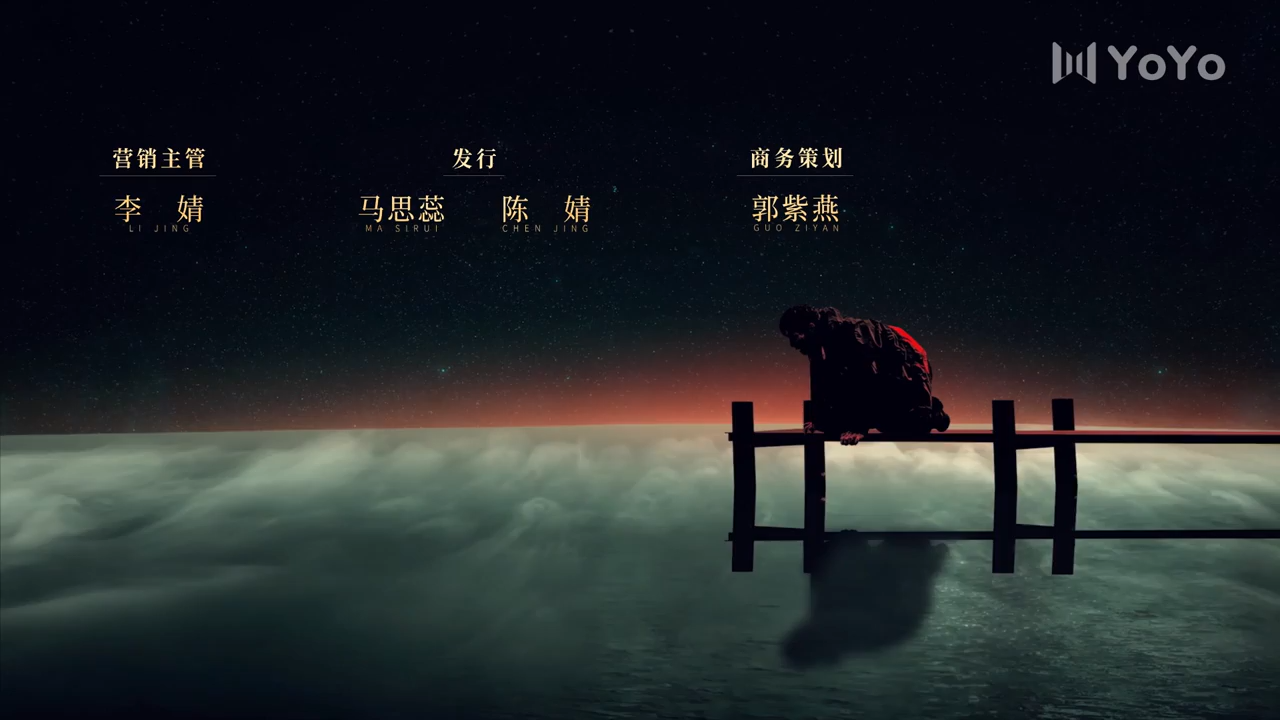 YoYo
营销主管
发行
商务策划
李 婧
马思蕊 陈 婧
郭紫燕
LI JING
MA SIRUI
CHEN JING
GUO ZIYAN